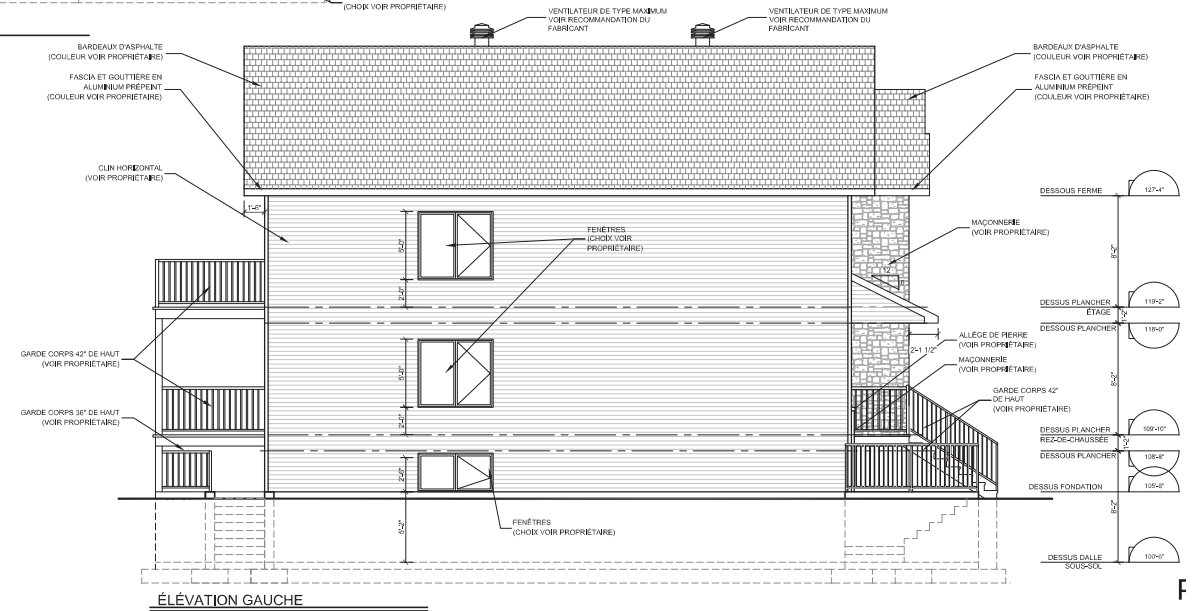 (CHOIX VOIR PROPRIÉTAIRE)
VENTILATEUR DE TYPE MAXIMUM
VOIR RECOMMANDATION DU
FABRICANT
VENTILATEUR DE TYPE MAXIMUM
VOIR RECOMMANDATION DU
FABRICANT
BARDEAUX D'ASPHALTE
(COULEUR VOIR PROPRIÉTAIRE)
FASCIA ET GOUTTIÈRE EN
ALUMINIUM PRÉPEINT
(COULEUR VOIR PROPRIÉTAIRE)
BARDEAUX D'ASPHALTE
(COULEUR VOIR PROPRIÉTAIRE)
FASCIA ET GOUTTIÈRE EN
ALUMINIUM PRÉPEINT
(COULEUR VOIR PROPRIÉTAIRE)
CLIN HORIZONTAL
(VOIR PROPRIÉTAIRE)
1'-6"
5'-0"
2'-0"
FENÊTRES
(CHOIX VOIR
PROPRIÉTAIRE)
MAÇONNERIE
(VOIR PROPRIÉTAIRE)
12
8
DESSOUS FERME
127'-4"
8'-2"
DESSUS PLANCHER
119'-2"
ÉTAGE
1'-2"
DESSOUS PLANCHER
118'-0"
2'-1 1/2"
ALLÈGE DE PIERRE
(VOIR PROPRIÉTAIRE)
MAÇONNERIE
(VOIR PROPRIÉTAIRE)
GARDE CORPS 42"
DE HAUT
(VOIR PROPRIÉTAIRE)
GARDE CORPS 42" DE HAUT
(VOIR PROPRIÉTAIRE)
GARDE CORPS 36" DE HAUT
(VOIR PROPRIÉTAIRE)
5'-0"
2'-0"
8'-2"
DESSUS PLANCHER
109'-10"
REZ-DE-CHAUSSÉE
1'-2"
DESSOUS PLANCHER
108'-8"
DESSUS FONDATION
105'-8"
8'-2"
2'-6"
5'-2"
FENÊTRES
(CHOIX VOIR PROPRIÉTAIRE)
DESSUS DALLE
100'-6"
SOUS-SOL
ÉLÉVATION GAUCHE